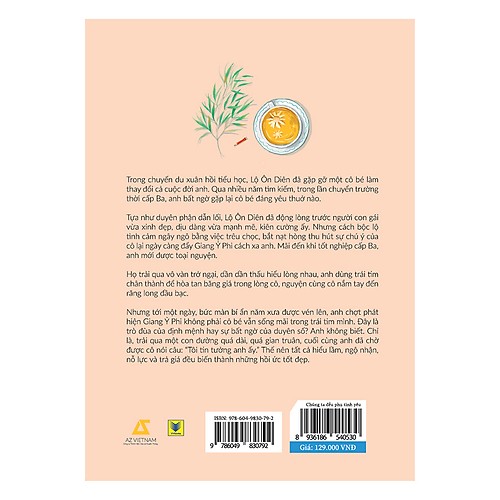 Trong chuyến du xuân hồi tiểu học, Lộ Ôn Diên đã gặp gỡ một cô bé làm
thay đổi cả cuộc đời anh. Qua nhiều năm tìm kiếm, trong lần chuyển trường
thời cấp Ba, anh bất ngờ gặp lại cô bé đáng yêu thuở nào.
Tựa như duyên phận dẫn lối, Lộ Ôn Diên đã động lòng trước người con gái
vừa xinh đẹp, dịu dàng vừa mạnh mẽ, kiên cường ấy. Nhưng cách bộc lộ
tình cảm ngây ngô bằng việc trêu chọc, bắt nạt hòng thu hút sự chú ý của
cô lại ngày càng đẩy Giang Ý Phi cách xa anh. Mãi đến khi tốt nghiệp cấp Ba,
anh mới được toại nguyện.
Họ trải qua vô vàn trở ngại, dần dần thấu hiểu lòng nhau, anh dùng trái tim
chân thành để hòa tan băng giá trong lòng cô, nguyện cùng cô nắm tay đến
răng long đầu bạc.
Nhưng tới một ngày, bức màn bí ẩn năm xưa được vén lên, anh chợt phát
hiện Giang Ý Phi không phải cô bé vẫn sống mãi trong trái tim mình. Đây là
trò đùa của định mệnh hay sự bất ngờ của duyên số? Anh không biết. Chỉ
là, trải qua một con đường quá dài, quá gian truân, cuối cùng anh đã chờ
được cô nói câu: "Tôi tin tưởng anh ấy." Thế nên tất cả hiểu lầm, ngộ nhận,
nỗ lực và trả giá đều biến thành những hồi ức tốt đẹp.
AZ VIETNAM
ISBN: 978-604-9830-79-2
9 786049 830792
Chúng ta đều phụ tình yêu
8 936186 540530
Giá: 129.000 VNĐ